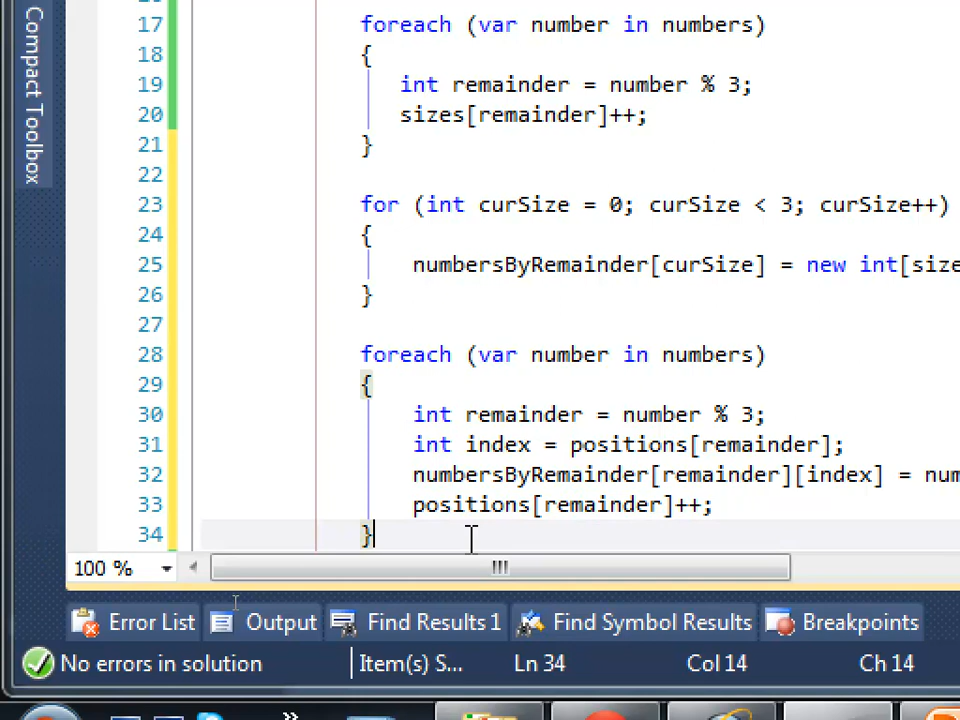 Compact Toolbox
17 foreach (var number in numbers)
18 {
19 int remainder = number % 3;
20 sizes[remainder]++;
21 }
22
23 for (int curSize = 0; curSize < 3; curSize++)
24 {
25 numbersByRemainder[curSize] = new int[size
26 }
27
28 foreach (var number in numbers)
29 {
30 int remainder = number % 3;
31 int index = positions[remainder];
32 numbersByRemainder[remainder][index] = num
33 positions[remainder]++;
34 }
100 %
Error List Output Find Results 1 Find Symbol Results Breakpoints
No errors in solution Item(s) S... Ln 34 Col 14 Ch 14